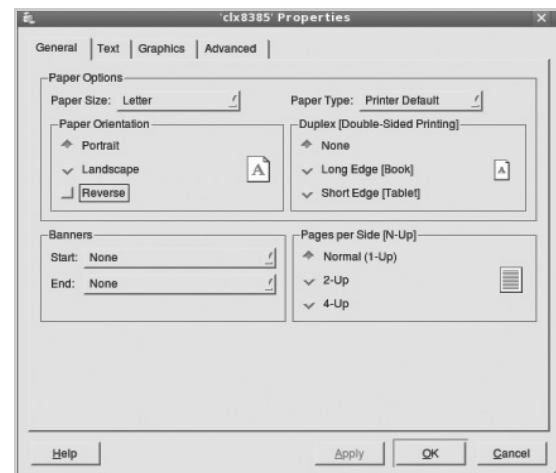 'clx8385' Properties
General Text Graphics Advanced
Paper Options
Paper Size: Letter
Paper Type: Printer Default
Paper Orientation
Portrait
Landscape
Reverse
A
Duplex [Double-Sided Printing]
None
Long Edge [Book]
Short Edge [Tablet]
A
Banners
Start: None
End: None
Pages per Side [N-Up]
Normal (1-Up)
2-Up
4-Up
Help Apply OK Cancel